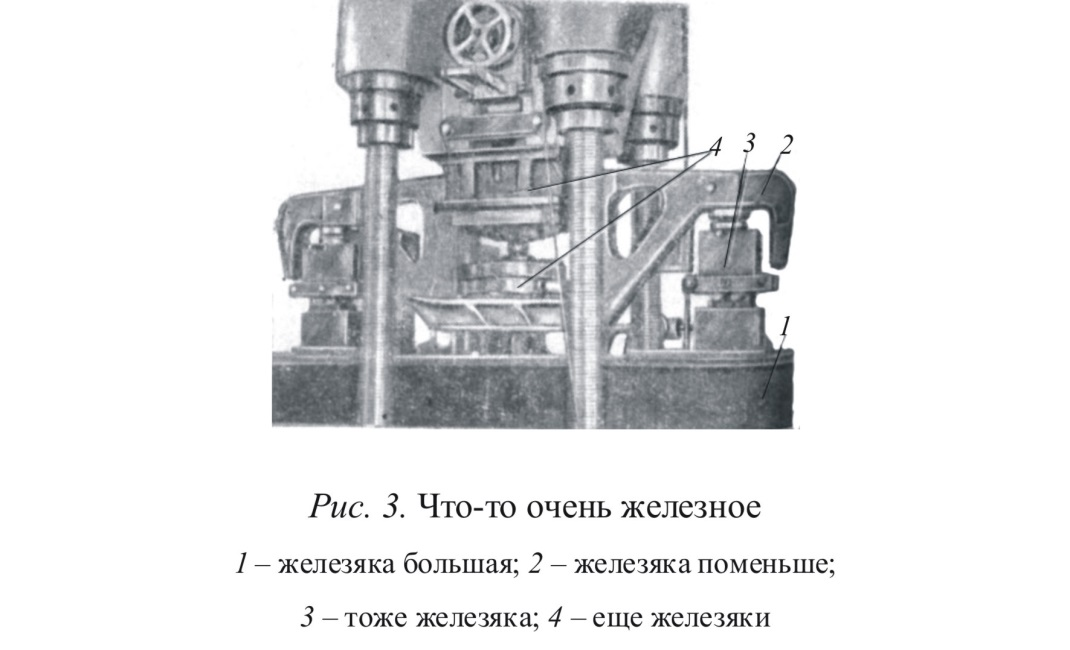 4 3 2
1
Рис. 3. Что-то очень железное
1 – железяка большая; 2 – железяка поменьше;
3 – тоже железяка; 4 – еще железяки